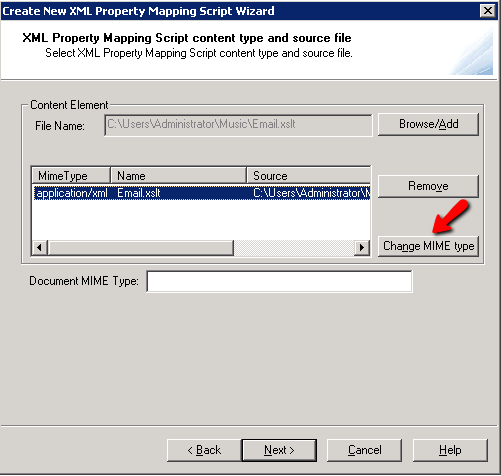 Create New XML Property Mapping Script Wizard
XML Property Mapping Script content type and source file
Select XML Property Mapping Script content type and source file.
Content Element
File Name: C:\Users\Administrator\Music\Email.xslt Browse/Add
MimeType Name Source
application/xml Email.xslt C:\Users\Administrator\M
Remove
Change MIME type
Document MIME Type:
< Back Next > Cancel Help